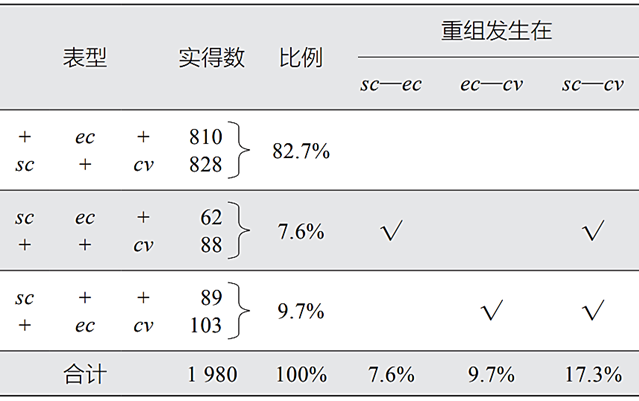 表型 实得数 比例 重组发生在
sc—ec ec—cv sc—cv
+ ec + 810
sc + cv 828
82.7%
sc ec + 62
+ + cv 88
7.6% √ √
sc + + 89
+ ec cv 103
9.7% √ √
合计 1 980 100% 7.6% 9.7% 17.3%